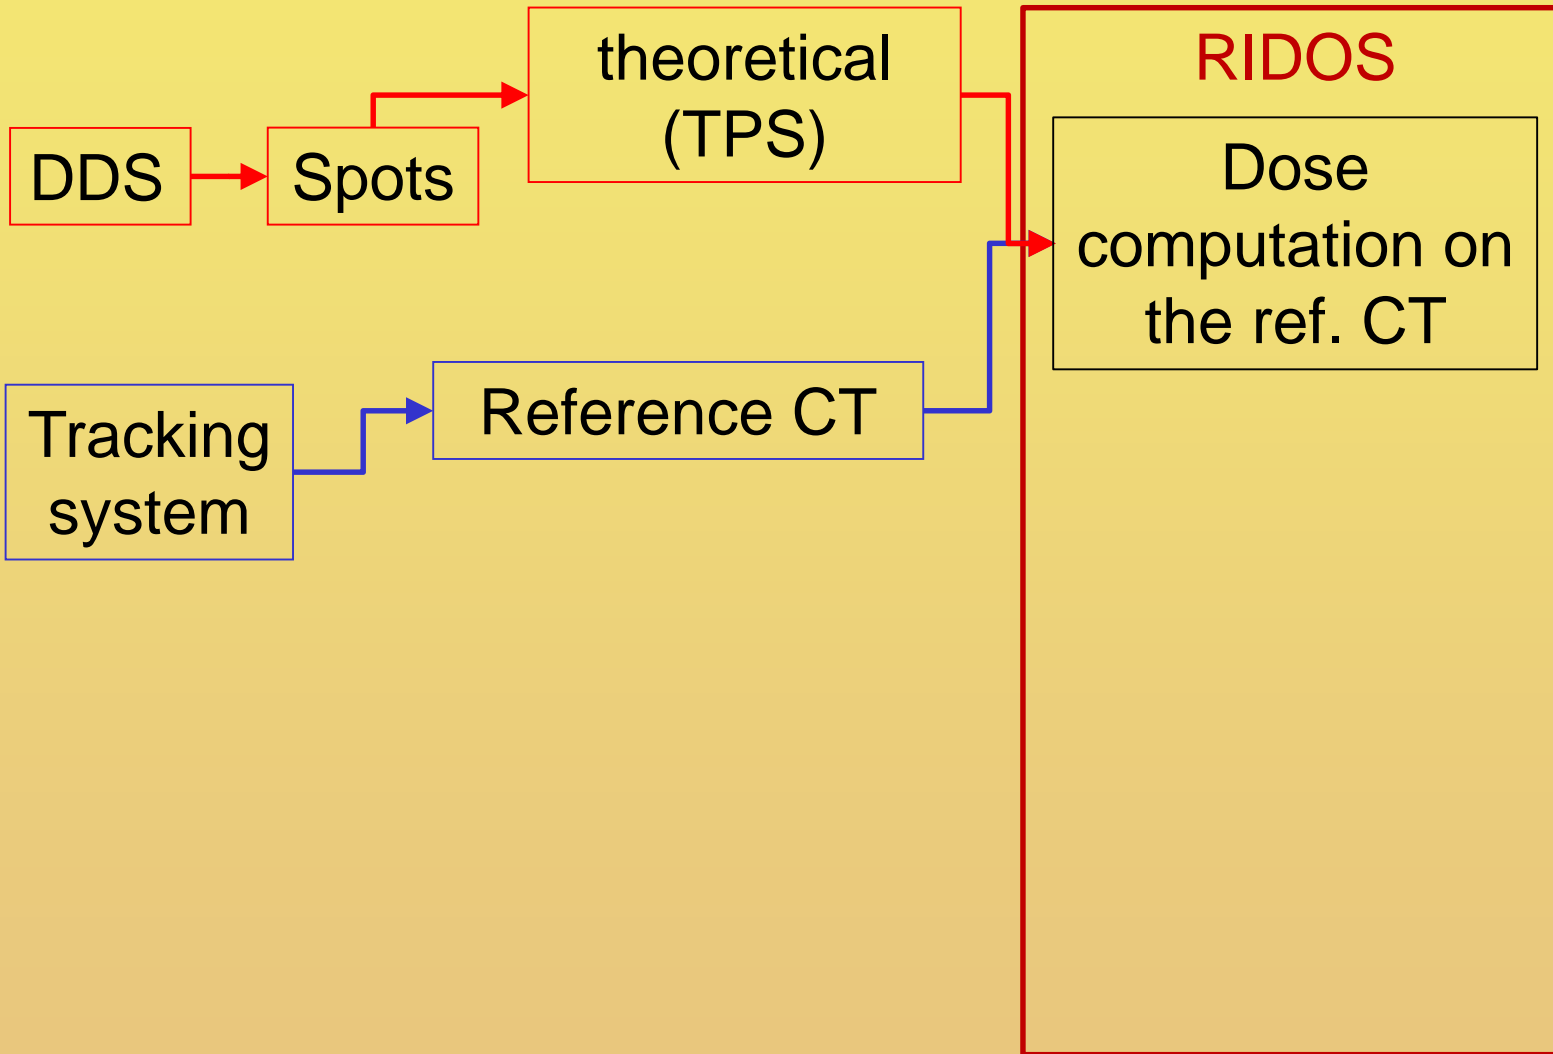 DDS
Spots
theoretical
(TPS)
Tracking
system
Reference CT
RIDOS
Dose
computation on
the ref. CT